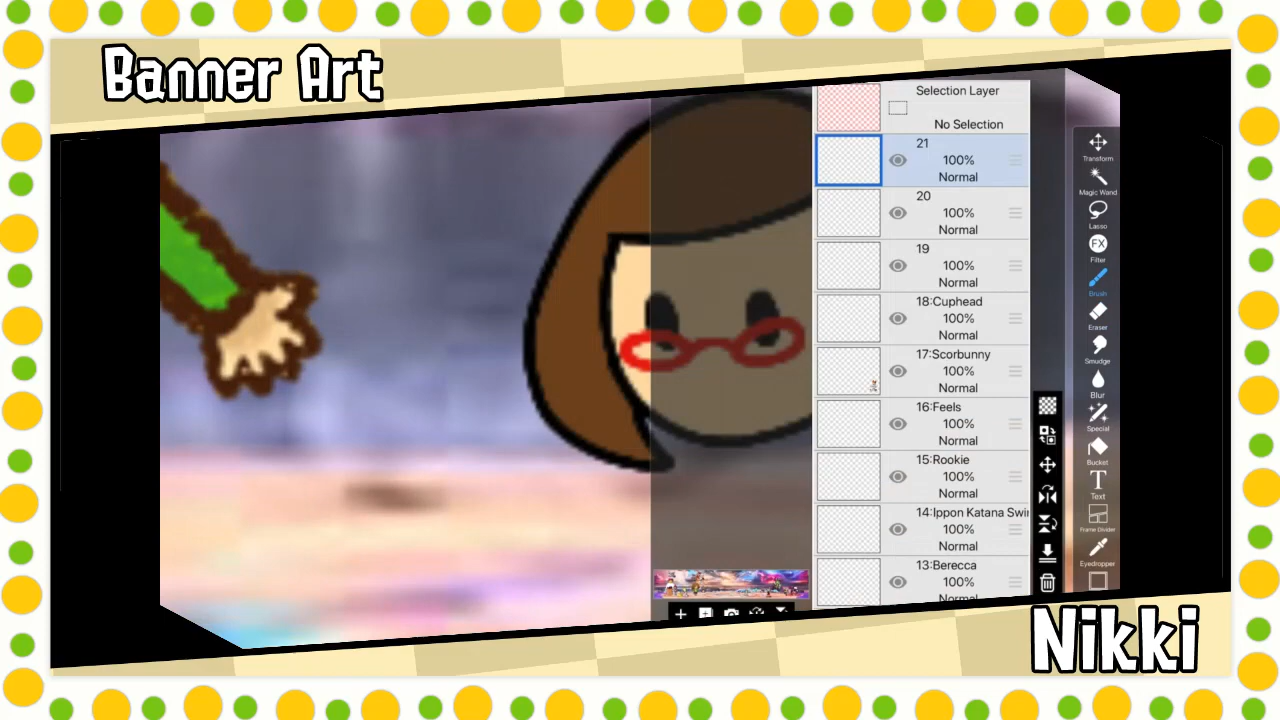 Banner Art
Selection Layer
No Selection
21
100%
Normal
20
100%
Normal
19
100%
Normal
18:Cuphead
100%
Normal
17:Scorbunny
100%
Normal
16:Feels
100%
Normal
15:Rookie
100%
Normal
14:Ippon Katana Swi
100%
Normal
13:Berecca
100%
Normal
Transform
Magic Wand
Lasso
FX
Filter
Brush
Eraser
Smudge
Blur
Special
Bucket
T
Text
Frame Divider
Eyedropper
Nikki